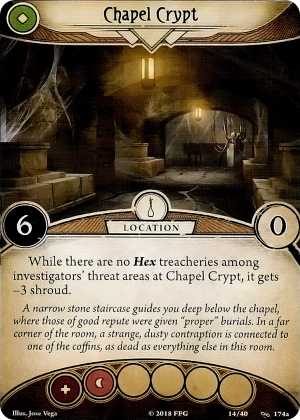 Chapel Crypt
6
LOCATION
0
While there are no Hex treacheries among
investigators' threat areas at Chapel Crypt, it gets
–3 shroud.
A narrow stone staircase guides you deep below the chapel,
where those of good repute were given "proper" burials. In a far
corner of the room, a strange, dusty contraption is connected to
one of the coffins, as dead as everything else in this room.
Illus. Jose Vega
© 2018 FFG
14/40
174a